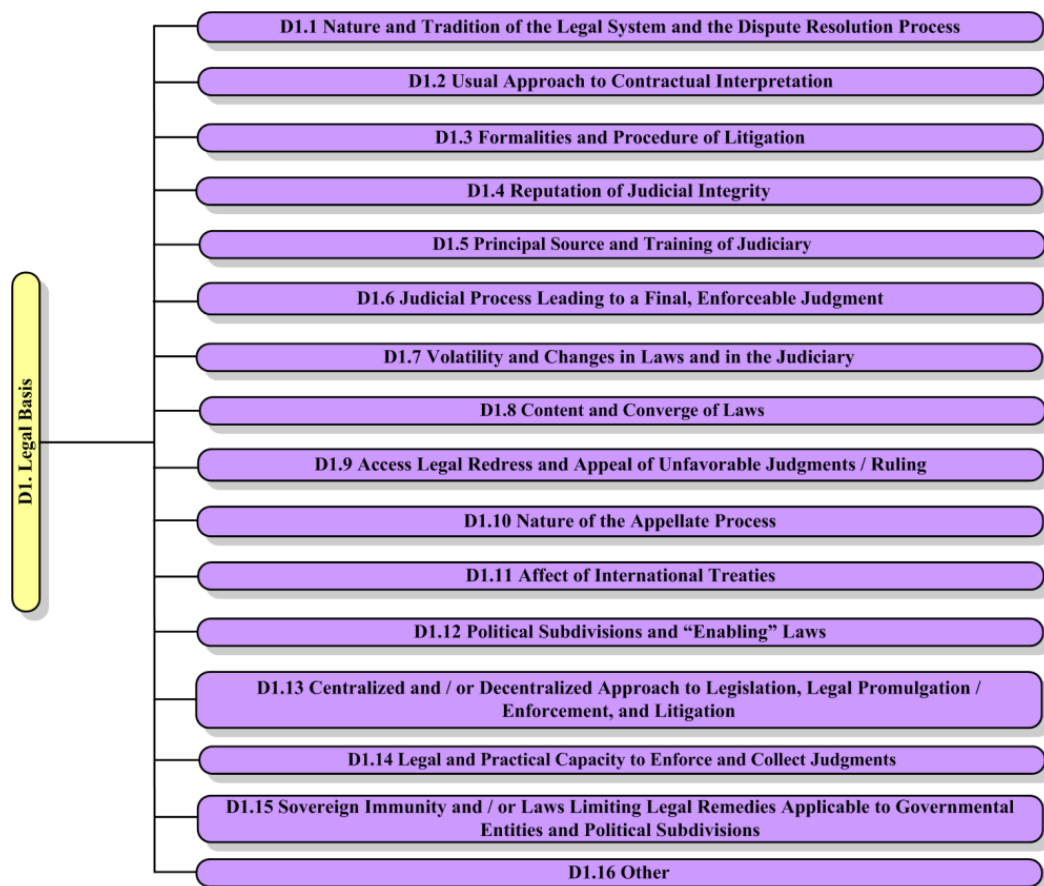 D1. Legal Basis
D1.1 Nature and Tradition of the Legal System and the Dispute Resolution Process
D1.2 Usual Approach to Contractual Interpretation
D1.3 Formalities and Procedure of Litigation
D1.4 Reputation of Judicial Integrity
D1.5 Principal Source and Training of Judiciary
D1.6 Judicial Process Leading to a Final, Enforceable Judgment
D1.7 Volatility and Changes in Laws and in the Judiciary
D1.8 Content and Converge of Laws
D1.9 Access Legal Redress and Appeal of Unfavorable Judgments / Ruling
D1.10 Nature of the Appellate Process
D1.11 Affect of International Treaties
D1.12 Political Subdivisions and “Enabling” Laws
D1.13 Centralized and / or Decentralized Approach to Legislation, Legal Promulgation /
Enforcement, and Litigation
D1.14 Legal and Practical Capacity to Enforce and Collect Judgments
D1.15 Sovereign Immunity and / or Laws Limiting Legal Remedies Applicable to Governmental
Entities and Political Subdivisions
D1.16 Other